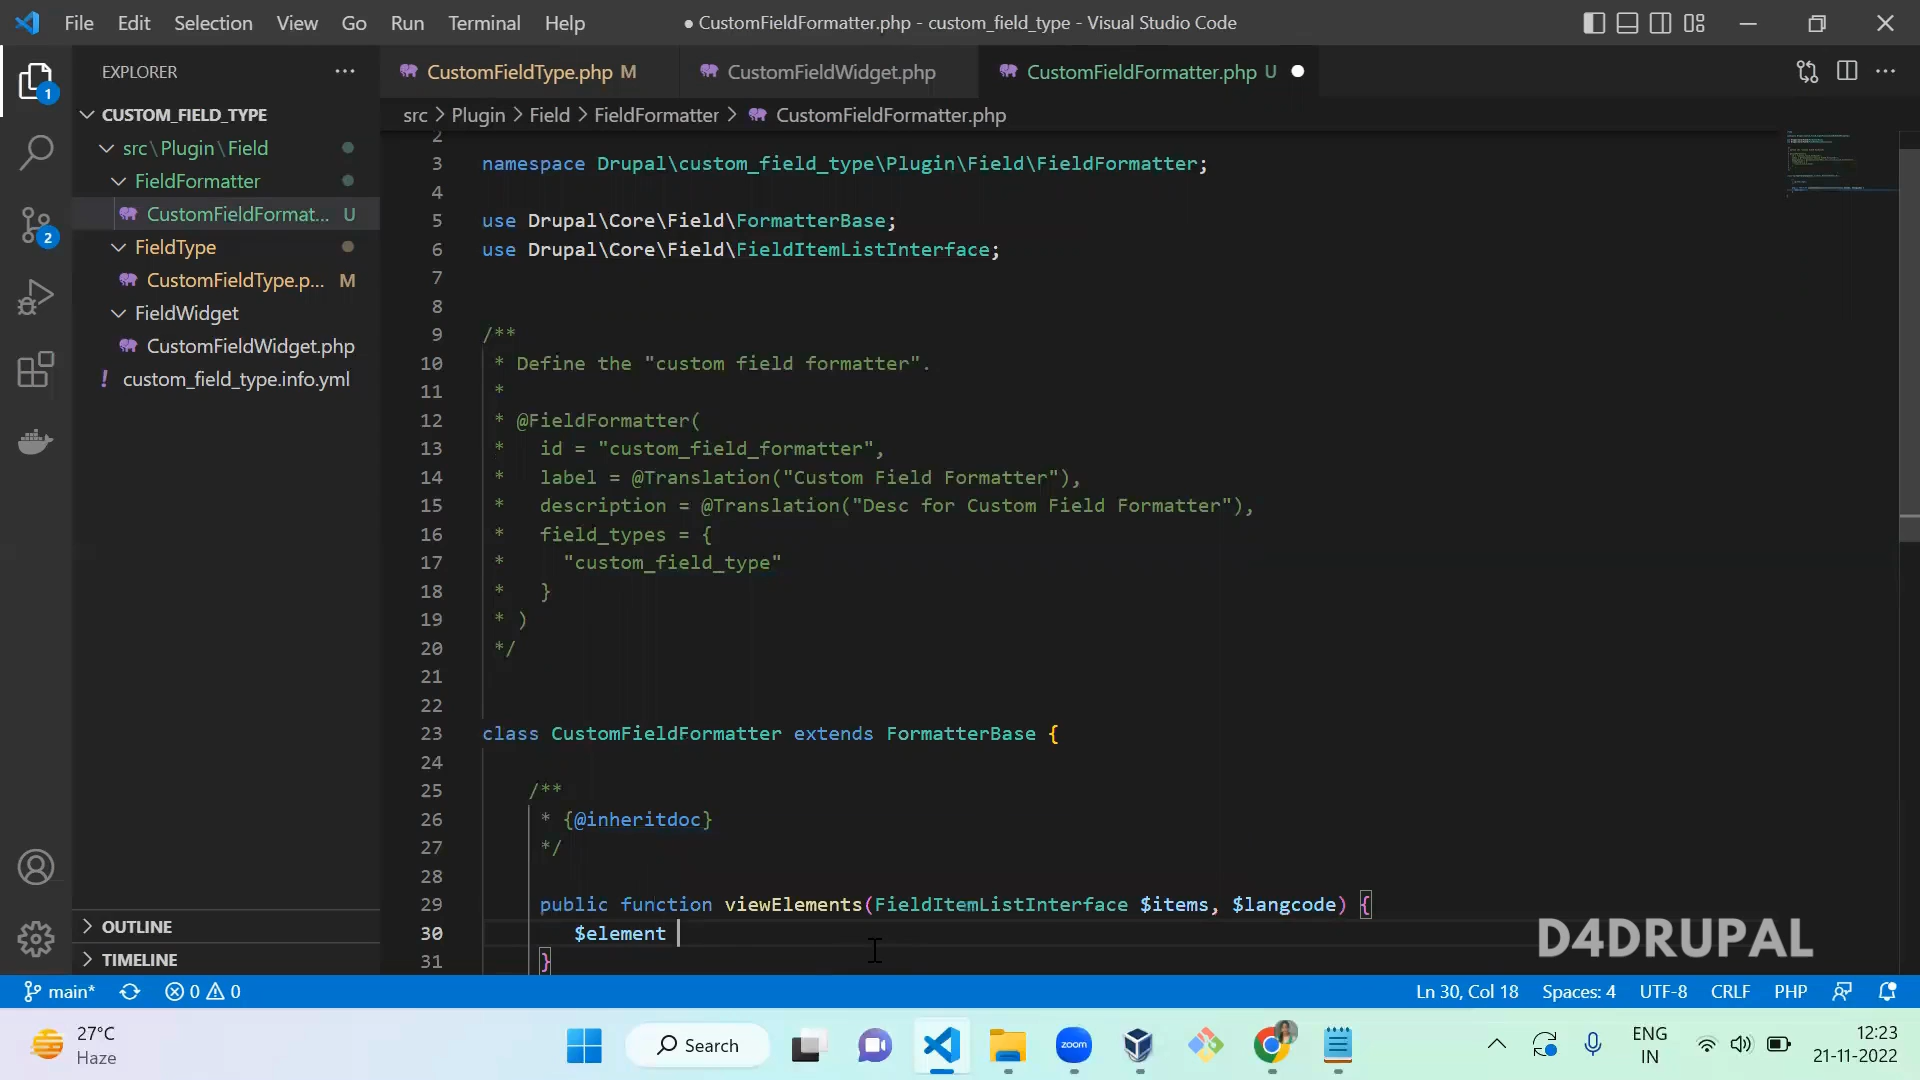 File Edit Selection View Go Run Terminal Help
● CustomFieldFormatter.php - custom_field_type - Visual Studio Code
EXPLORER ···
CustomFieldType.php M
CustomFieldWidget.php
CustomFieldFormatter.php U
src > Plugin > Field > FieldFormatter > CustomFieldFormatter.php
1
2
CUSTOM_FIELD_TYPE
src\Plugin\Field
FieldFormatter
CustomFieldFormat... U
FieldType
CustomFieldType.p... M
FieldWidget
CustomFieldWidget.php
! custom_field_type.info.yml
OUTLINE
TIMELINE
2
3 namespace Drupal\custom_field_type\Plugin\Field\FieldFormatter;
4
5 use Drupal\Core\Field\FormatterBase;
6 use Drupal\Core\Field\FieldItemListInterface;
7
8
9 /**
10 * Define the "custom field formatter".
11 *
12 * @FieldFormatter(
13 * id = "custom_field_formatter",
14 * label = @Translation("Custom Field Formatter"),
15 * description = @Translation("Desc for Custom Field Formatter"),
16 * field_types = {
17 * "custom_field_type"
18 * }
19 * )
20 */
21
22
23 class CustomFieldFormatter extends FormatterBase {
24
25 /**
26 * {@inheritdoc}
27 */
28
29 public function viewElements(FieldItemListInterface $items, $langcode) {
30 $element
31 }
D4DRUPAL
main* 0 0 Ln 30, Col 18 Spaces: 4 UTF-8 CRLF PHP
27°C
Haze
Search
zoom
ENG
IN
12:23
21-11-2022